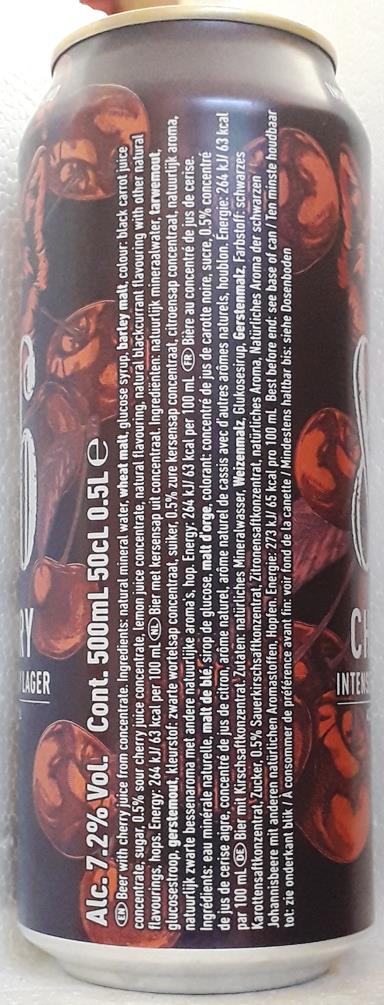 Alc. 7.2% Vol. Cont. 500mL 50cL 0.5L e
EN Beer with cherry juice from concentrate. Ingredients: natural mineral water, wheat malt, glucose syrup, barley malt, colour: black carrot juice
concentrate, sugar, 0.5% sour cherry juice concentrate, lemon juice concentrate, natural flavouring, natural blackcurrant flavouring with other natural
flavourings, hops. Energy: 264 kJ/ 63 kcal per 100 mL. NL Bier met kersensap uit concentraat. Ingrediënten: natuurlijk mineraalwater, tarwemout,
glucosestroop, gerstemout, kleurstof: zwarte wortelsap concentraat, suiker, 0.5% zure kersensap concentraat, citroensap concentraat, natuurlijk aroma,
natuurlijk zwarte bessenaroma met andere natuurlijke aroma's, hop. Energy: 264 kJ/ 63 kcal per 100 mL. FR Bière au concentré de jus de cerise.
Ingrédients: eau minérale naturelle, malt de blé, sirop de glucose, malt d'orge, colorant: concentré de jus de carotte noire, sucre, 0.5% concentré
de jus de cerise aigre, concentré de jus de citron, arôme naturel, arôme naturel de cassis avec d'autres arômes naturels, houblon. Énergie: 264 kJ/ 63 kcal
par 100 mL. DE Bier mit Kirschsaftkonzentrat. Zutaten: natürliches Mineralwasser, Weizenmalz, Glukosesirup, Gerstenmalz, Farbstoff: schwarzes
Karottensaftkonzentrat, Zucker, 0.5% Sauerkirschsaftkonzentrat, Zitronensaftkonzentrat, natürliches Aroma, Natürliches Aroma der schwarzen
Johannisbeere mit anderen natürlichen Aromastoffen, Hopfen. Energie: 273 kJ/ 65 kcal pro 100 mL. Best before end: see base of can / Ten minste houdbaar
tot: zie onderkant blik / A consommer de préférence avant fin: voir fond de la canette / Mindestens haltbar bis: siehe Dosenboden
RY
LAGER
CH
INTENS